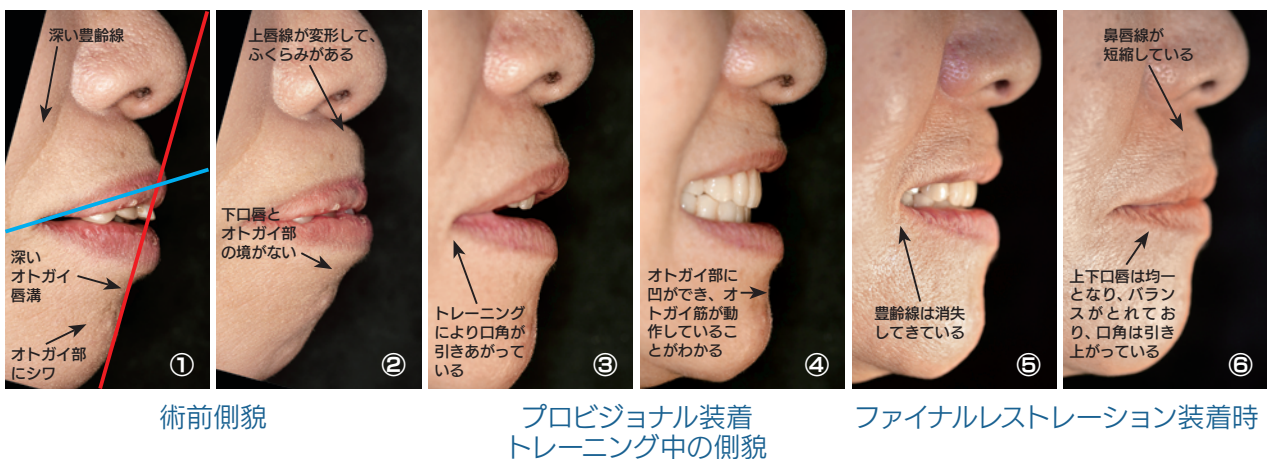 深い豊齢線
深い
オトガイ
唇溝
オトガイ部
にシワ
①
上唇線が変形して、
ふくらみがある
下口唇と
オトガイ部
の境がない
②
トレーニング
により口角が
引きあがって
いる
③
オトガイ部に
凹ができ、オ
トガイ筋が動
作しているこ
とがわかる
④
豊齢線は消失
してきている
⑤
鼻唇線が
短縮している
上下口唇は均一
となり、バラン
スがとれてお
り、口角は引き
上がっている
⑥
術前側貌
プロビジョナル装着
トレーニング中の側貌
ファイナルレストレーション装着時